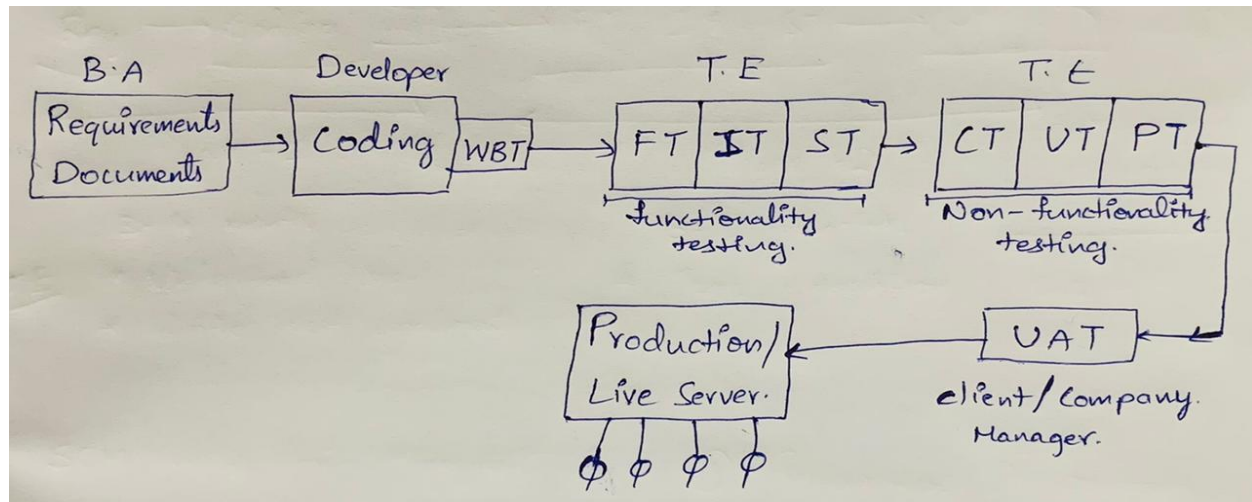 B.A
Requirements
Documents
Developer
Coding
WBT
T.E
FT IST ST
functionality
testing.
T.E
CT UT PT
Non-functionality.
testing.
UAT
client/Company.
Manager.
Production/
Live Server.